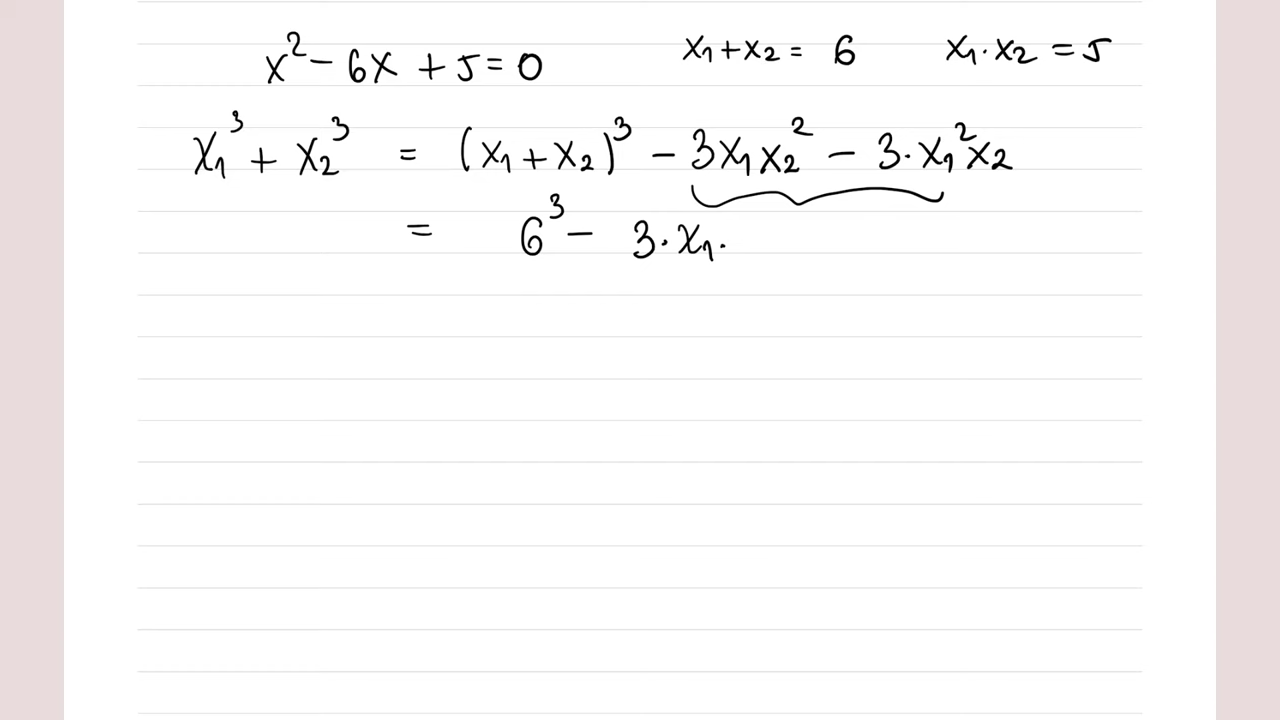 x² - 6x + 5 = 0 x₁ + x₂ = 6 x₁ · x₂ = 5
x₁³ + x₂³ = (x₁ + x₂)³ - 3x₁x₂² - 3·x₁²x₂
= 6³ - 3·x₁·